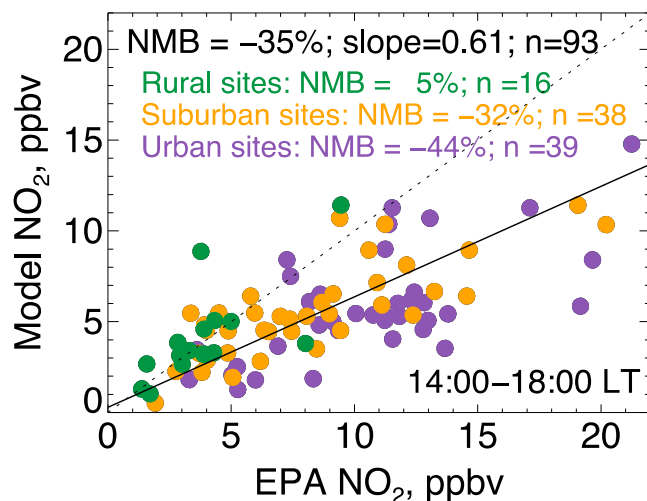 NMB = −35%; slope=0.61; n=93
Rural sites: NMB = 5%; n =16
Suburban sites: NMB = −32%; n =38
Urban sites: NMB = −44%; n =39
20
15
10
5
0
Model NO₂, ppbv
14:00−18:00 LT
0 5 10 15 20
EPA NO₂, ppbv